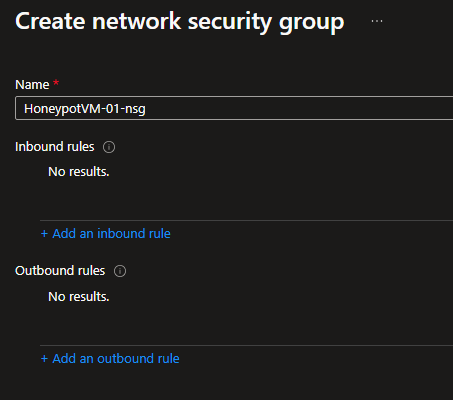 Create network security group ...
Name *
HoneypotVM-01-nsg
Inbound rules
No results.
+ Add an inbound rule
Outbound rules
No results.
+ Add an outbound rule